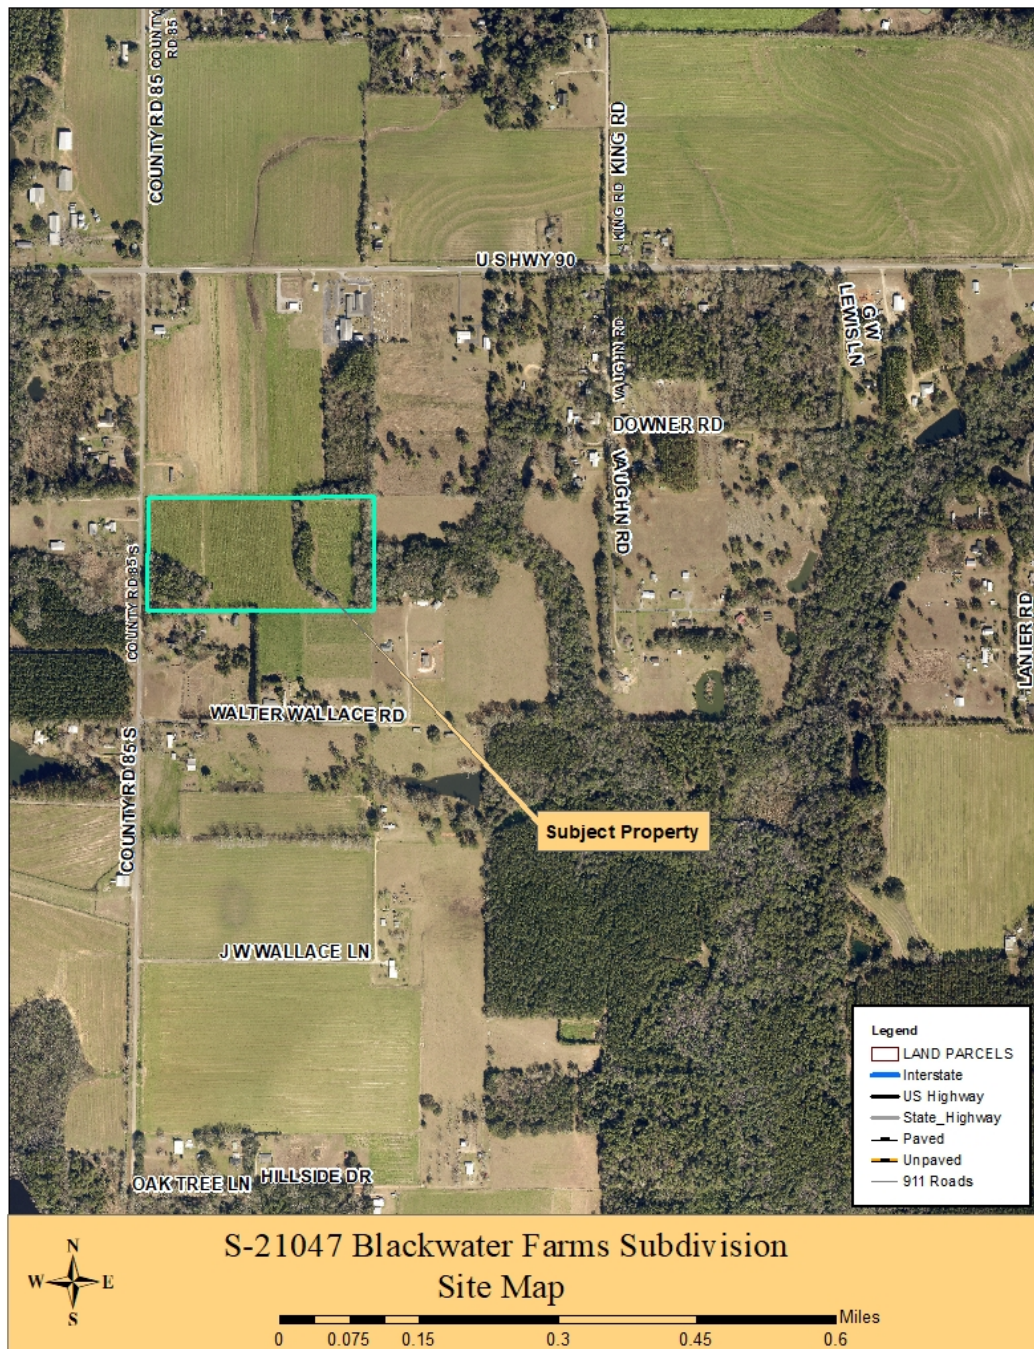 COUNTY RD 85
COUNTY
RD 85
KING RD
KING RD
U S HWY 90
G W
LEWIS LN
VAUGHN RD
DOWNER RD
VAUGHN RD
COUNTY RD 85 S
LANIER RD
WALTER WALLACE RD
COUNTY RD 85 S
Subject Property
J W WALLACE LN
OAK TREE LN
HILLSIDE DR
Legend
LAND PARCELS
Interstate
US Highway
State_Highway
Paved
Unpaved
911 Roads
S-21047 Blackwater Farms Subdivision
Site Map
N
W E
S
Miles
0 0.075 0.15 0.3 0.45 0.6